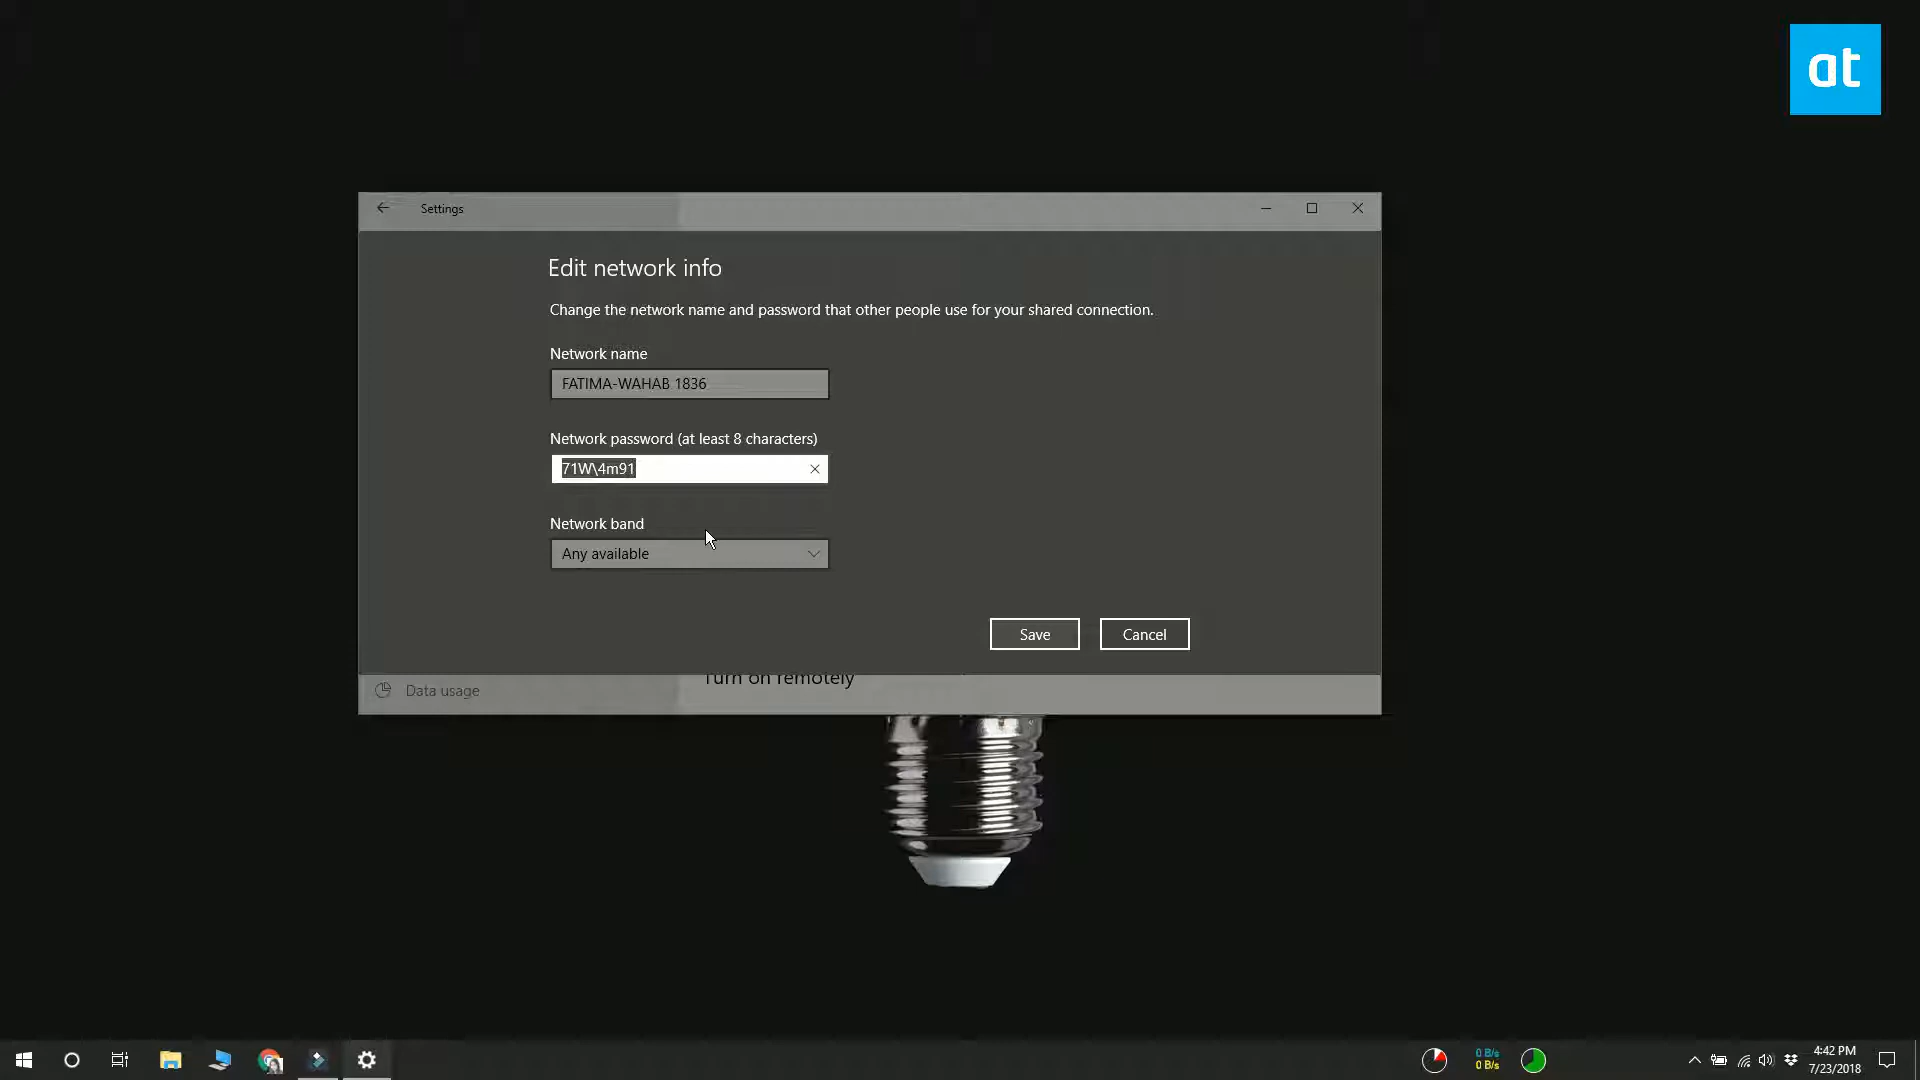 at
Settings
Edit network info
Change the network name and password that other people use for your shared connection.
Network name
FATIMA-WAHAB 1836
Network password (at least 8 characters)
71W\4m91
Network band
Any available
Save
Cancel
Turn on remotely
Data usage
0 B/s
0 B/s
4:42 PM
7/23/2018